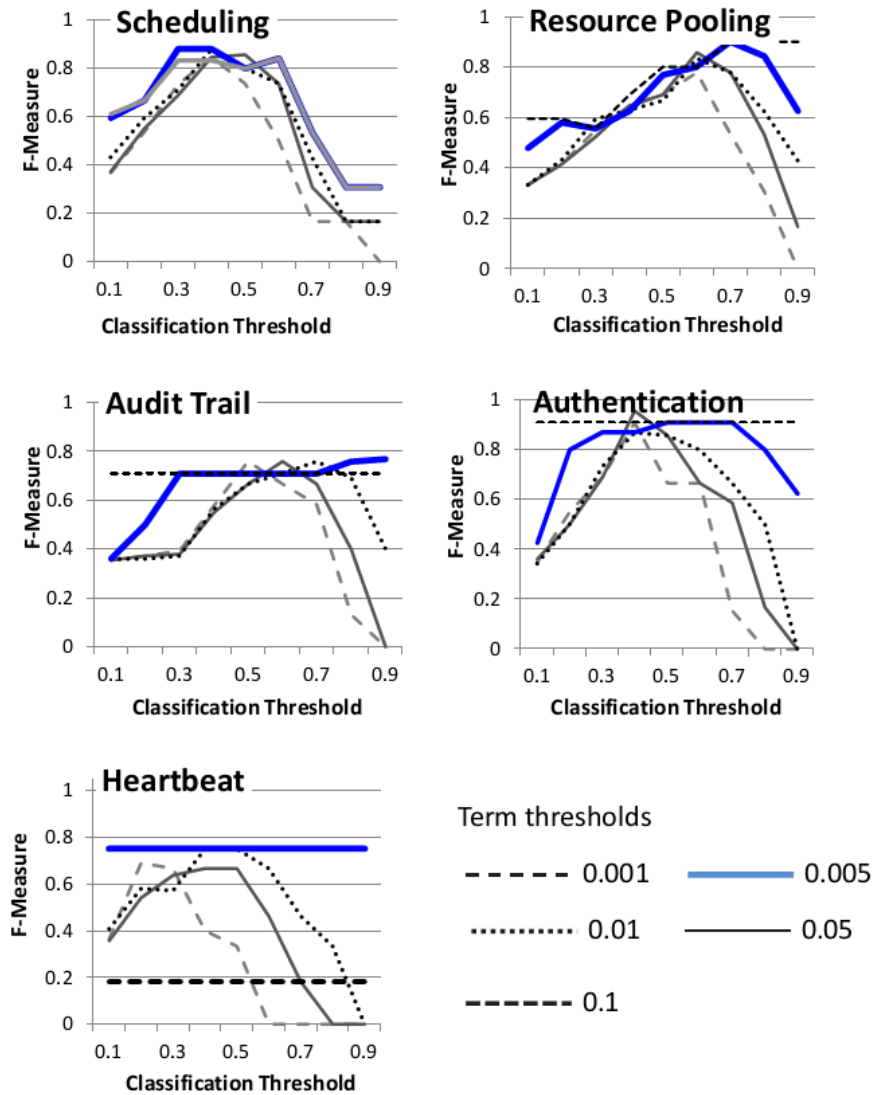 Scheduling
F-Measure
1
0.8
0.6
0.4
0.2
0
0.1 0.3 0.5 0.7 0.9
Classification Threshold
Resource Pooling
F-Measure
1
0.8
0.6
0.4
0.2
0
0.1 0.3 0.5 0.7 0.9
Classification Threshold
Audit Trail
F-Measure
1
0.8
0.6
0.4
0.2
0
0.1 0.3 0.5 0.7 0.9
Classification Threshold
Authentication
F-Measure
1
0.8
0.6
0.4
0.2
0
0.1 0.3 0.5 0.7 0.9
Classification Threshold
Heartbeat
F-Measure
1
0.8
0.6
0.4
0.2
0
0.1 0.3 0.5 0.7 0.9
Classification Threshold
Term thresholds
0.001 0.005
0.01 0.05
0.1